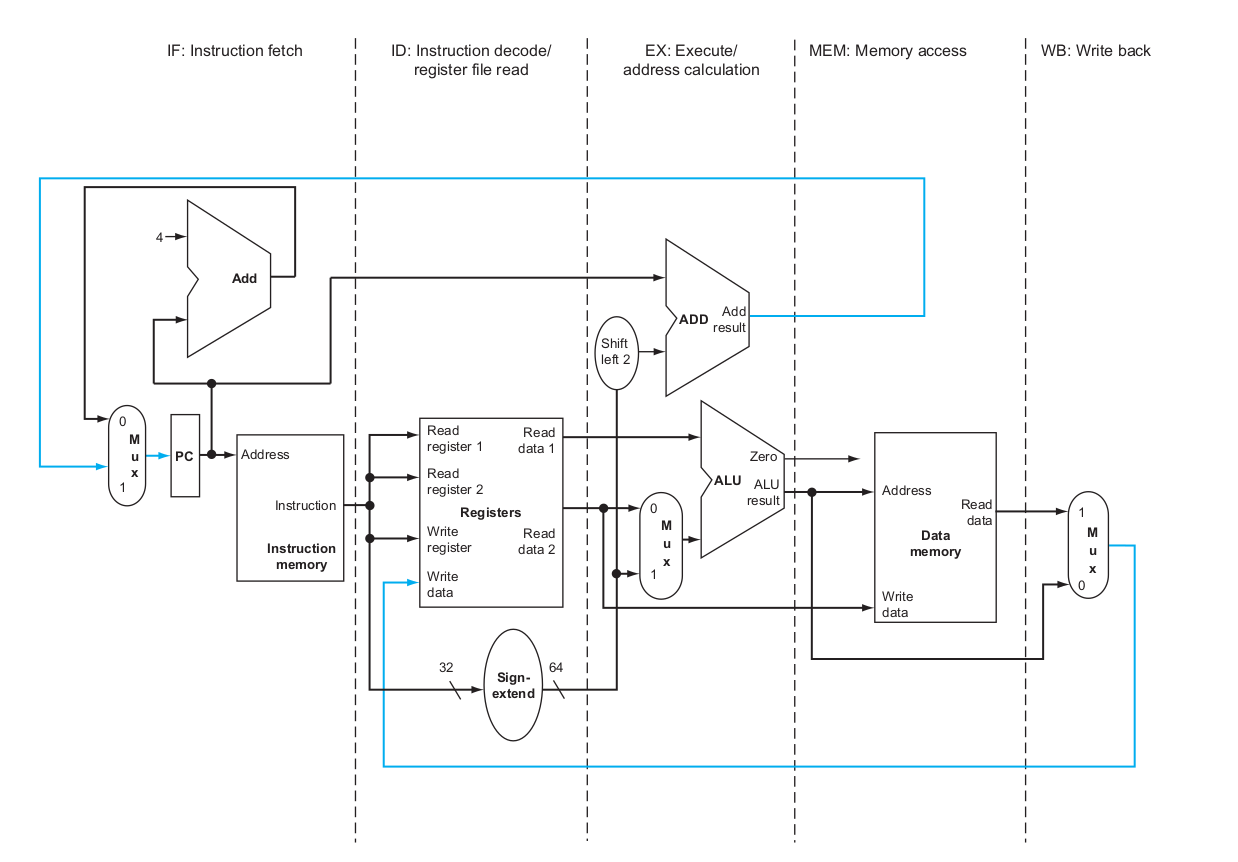 IF: Instruction fetch
ID: Instruction decode/
register file read
EX: Execute/
address calculation
MEM: Memory access
WB: Write back
4
Add
ADD
Add
result
Shift
left 2
0
M
u
x
1
PC
Address
Instruction
Instruction
memory
Read
register 1
Read
data 1
Read
register 2
Registers
Write
register
Read
data 2
Write
data
0
M
u
x
1
Zero
ALU
ALU
result
Address
Read
data
Data
memory
Write
data
1
M
u
x
0
32
Sign-
extend
64